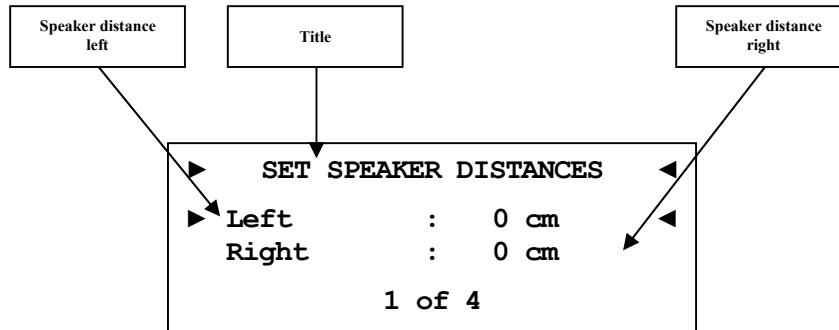 Speaker distance
left
Title
Speaker distance
right
► SET SPEAKER DISTANCES ◄
► Left : 0 cm ◄
Right : 0 cm
1 of 4